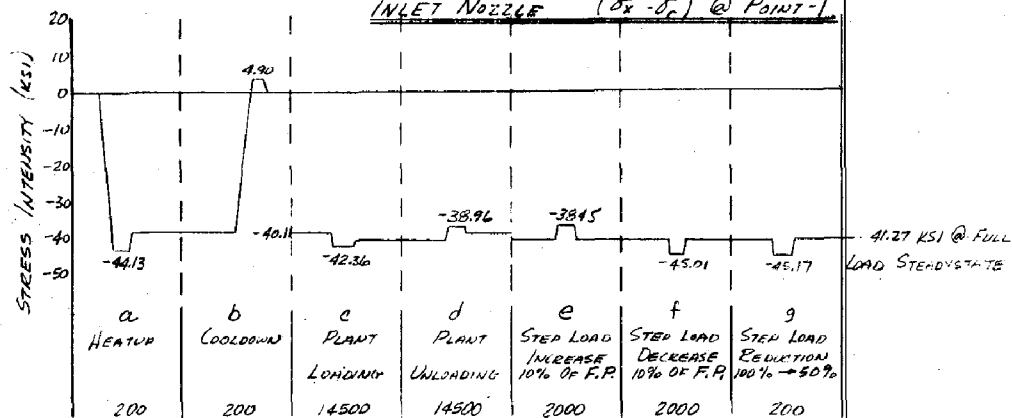 INLET NOZZLE (σx - σc) @ POINT-1
STRESS INTENSITY (KSI)
20
10
0
-10
-20
-30
-40
-50
4.90
-44.13
-40.11
-42.36
-38.96
-38.45
-45.01
-45.17
41.27 KSI @ FULL
LOAD STEADYSTATE
a
HEATUP
200
b
COOLDOWN
200
c
PLANT
LOADING
14500
d
PLANT
UNLOADING
14500
e
STEP LOAD
INCREASE
10% OF F.P.
2000
f
STEP LOAD
DECREASE
10% OF F.P.
2000
g
STEP LOAD
REDUCTION
100% → 50%
200